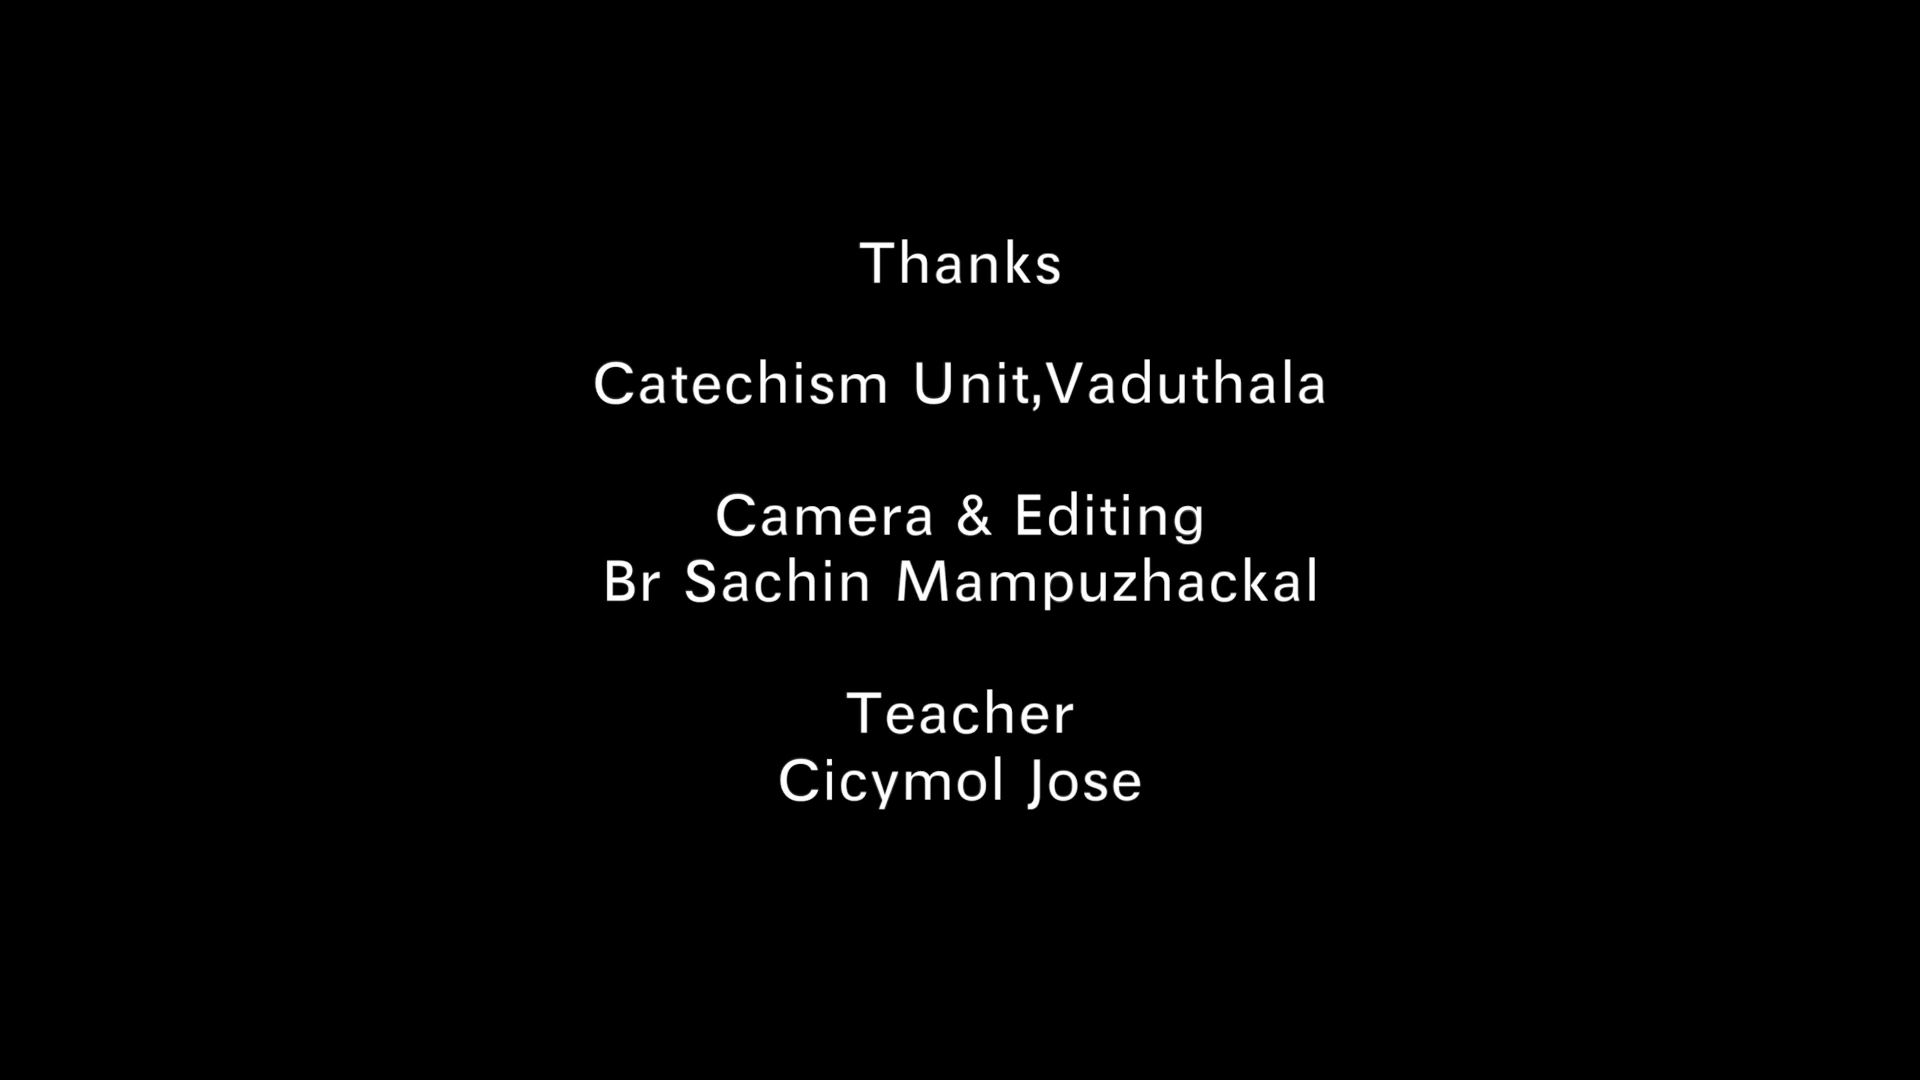 Thanks
Catechism Unit,Vaduthala
Camera & Editing
Br Sachin Mampuzhackal
Teacher
Cicymol Jose